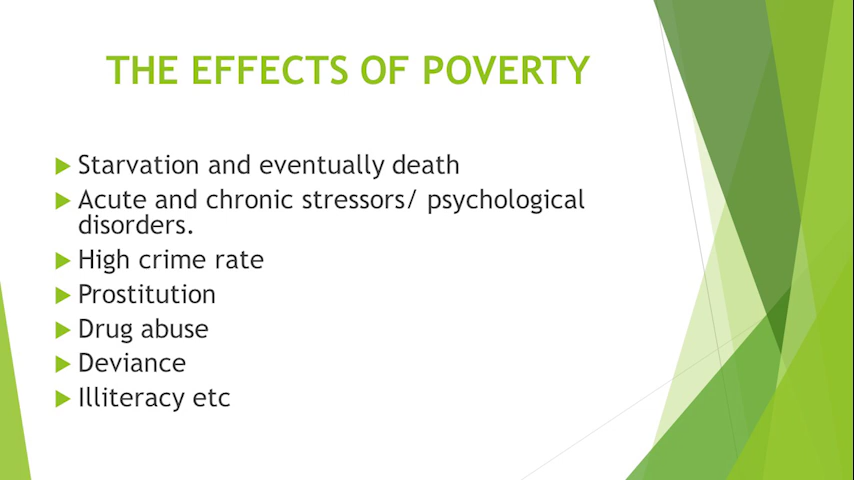 THE EFFECTS OF POVERTY
Starvation and eventually death
Acute and chronic stressors/ psychological
disorders.
High crime rate
Prostitution
Drug abuse
Deviance
Illiteracy etc